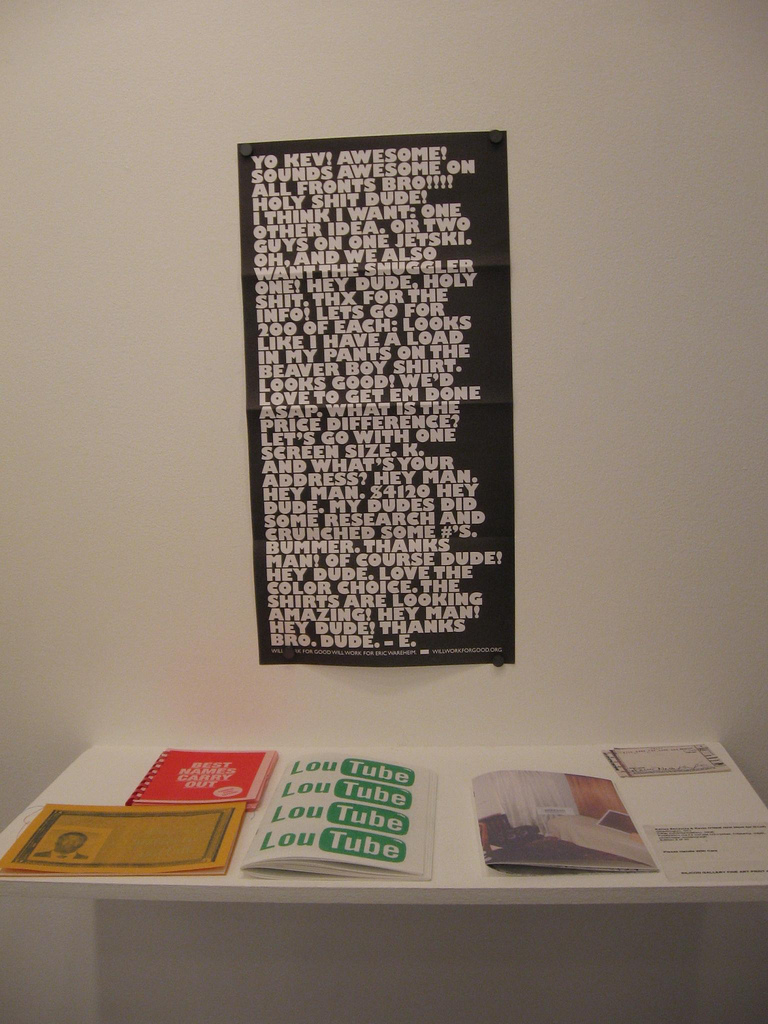 YO KEV! AWESOME!
SOUNDS AWESOME ON
ALL FRONTS BRO!!!!
HOLY SHIT DUDE!
I THINK I WANT: ONE
OTHER IDEA. OR TWO
GUYS ON ONE JETSKI.
OH, AND WE ALSO
WANT THE SNUGGLER
ONE! HEY DUDE. HOLY
SHIT. THX FOR THE
INFO! LETS GO FOR
200 OF EACH: LOOKS
LIKE I HAVE A LOAD
IN MY PANTS ON THE
BEAVER BOY SHIRT.
LOOKS GOOD! WE'D
LOVE TO GET EM DONE
ASAP. WHAT IS THE
PRICE DIFFERENCE?
LET'S GO WITH ONE
SCREEN SIZE. K.
AND WHAT'S YOUR
ADDRESS? HEY MAN.
HEY MAN. $4120 HEY
DUDE. MY DUDES DID
SOME RESEARCH AND
CRUNCHED SOME #'S.
BUMMER. THANKS
MAN! OF COURSE DUDE!
HEY DUDE. LOVE THE
COLOR CHOICE. THE
SHIRTS ARE LOOKING
AMAZING! HEY MAN!
HEY DUDE! THANKS
BRO. DUDE. - E.
FOR GOOD WILL WORK FOR ERIC WAREHEIM. WILLWORKFORGOOD.ORG
BEST
NAMES
CARRY
OUT
Lou Tube
Lou Tube
Lou Tube
Lou Tube